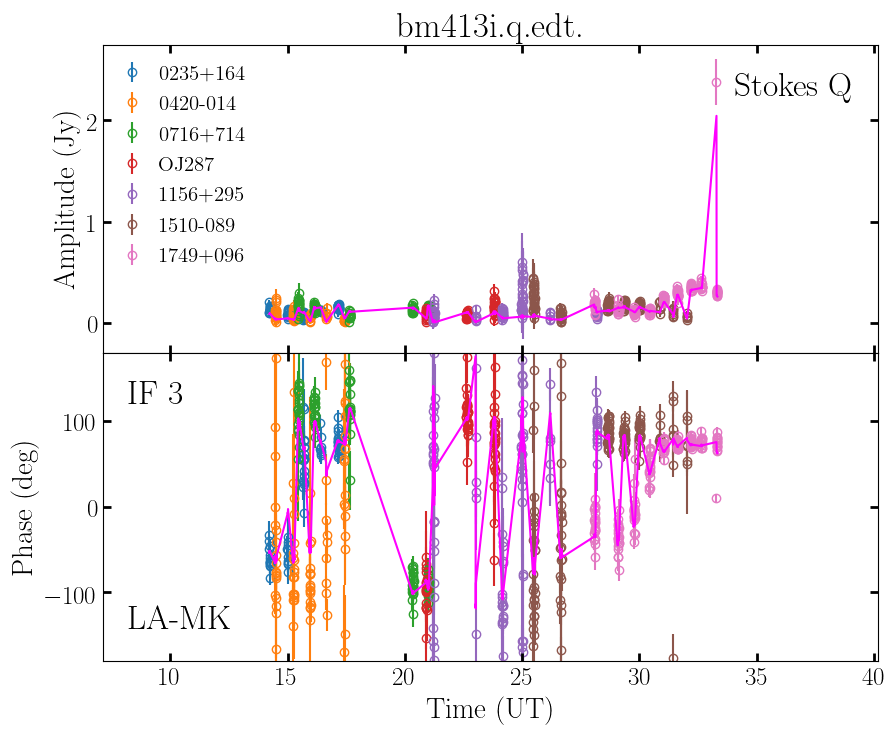 bm413i.q.edt.
Amplitude (Jy)
2
1
0
0235+164
0420-014
0716+714
OJ287
1156+295
1510-089
1749+096
Stokes Q
Phase (deg)
100
0
−100
IF 3
LA-MK
10 15 20 25 30 35 40
Time (UT)